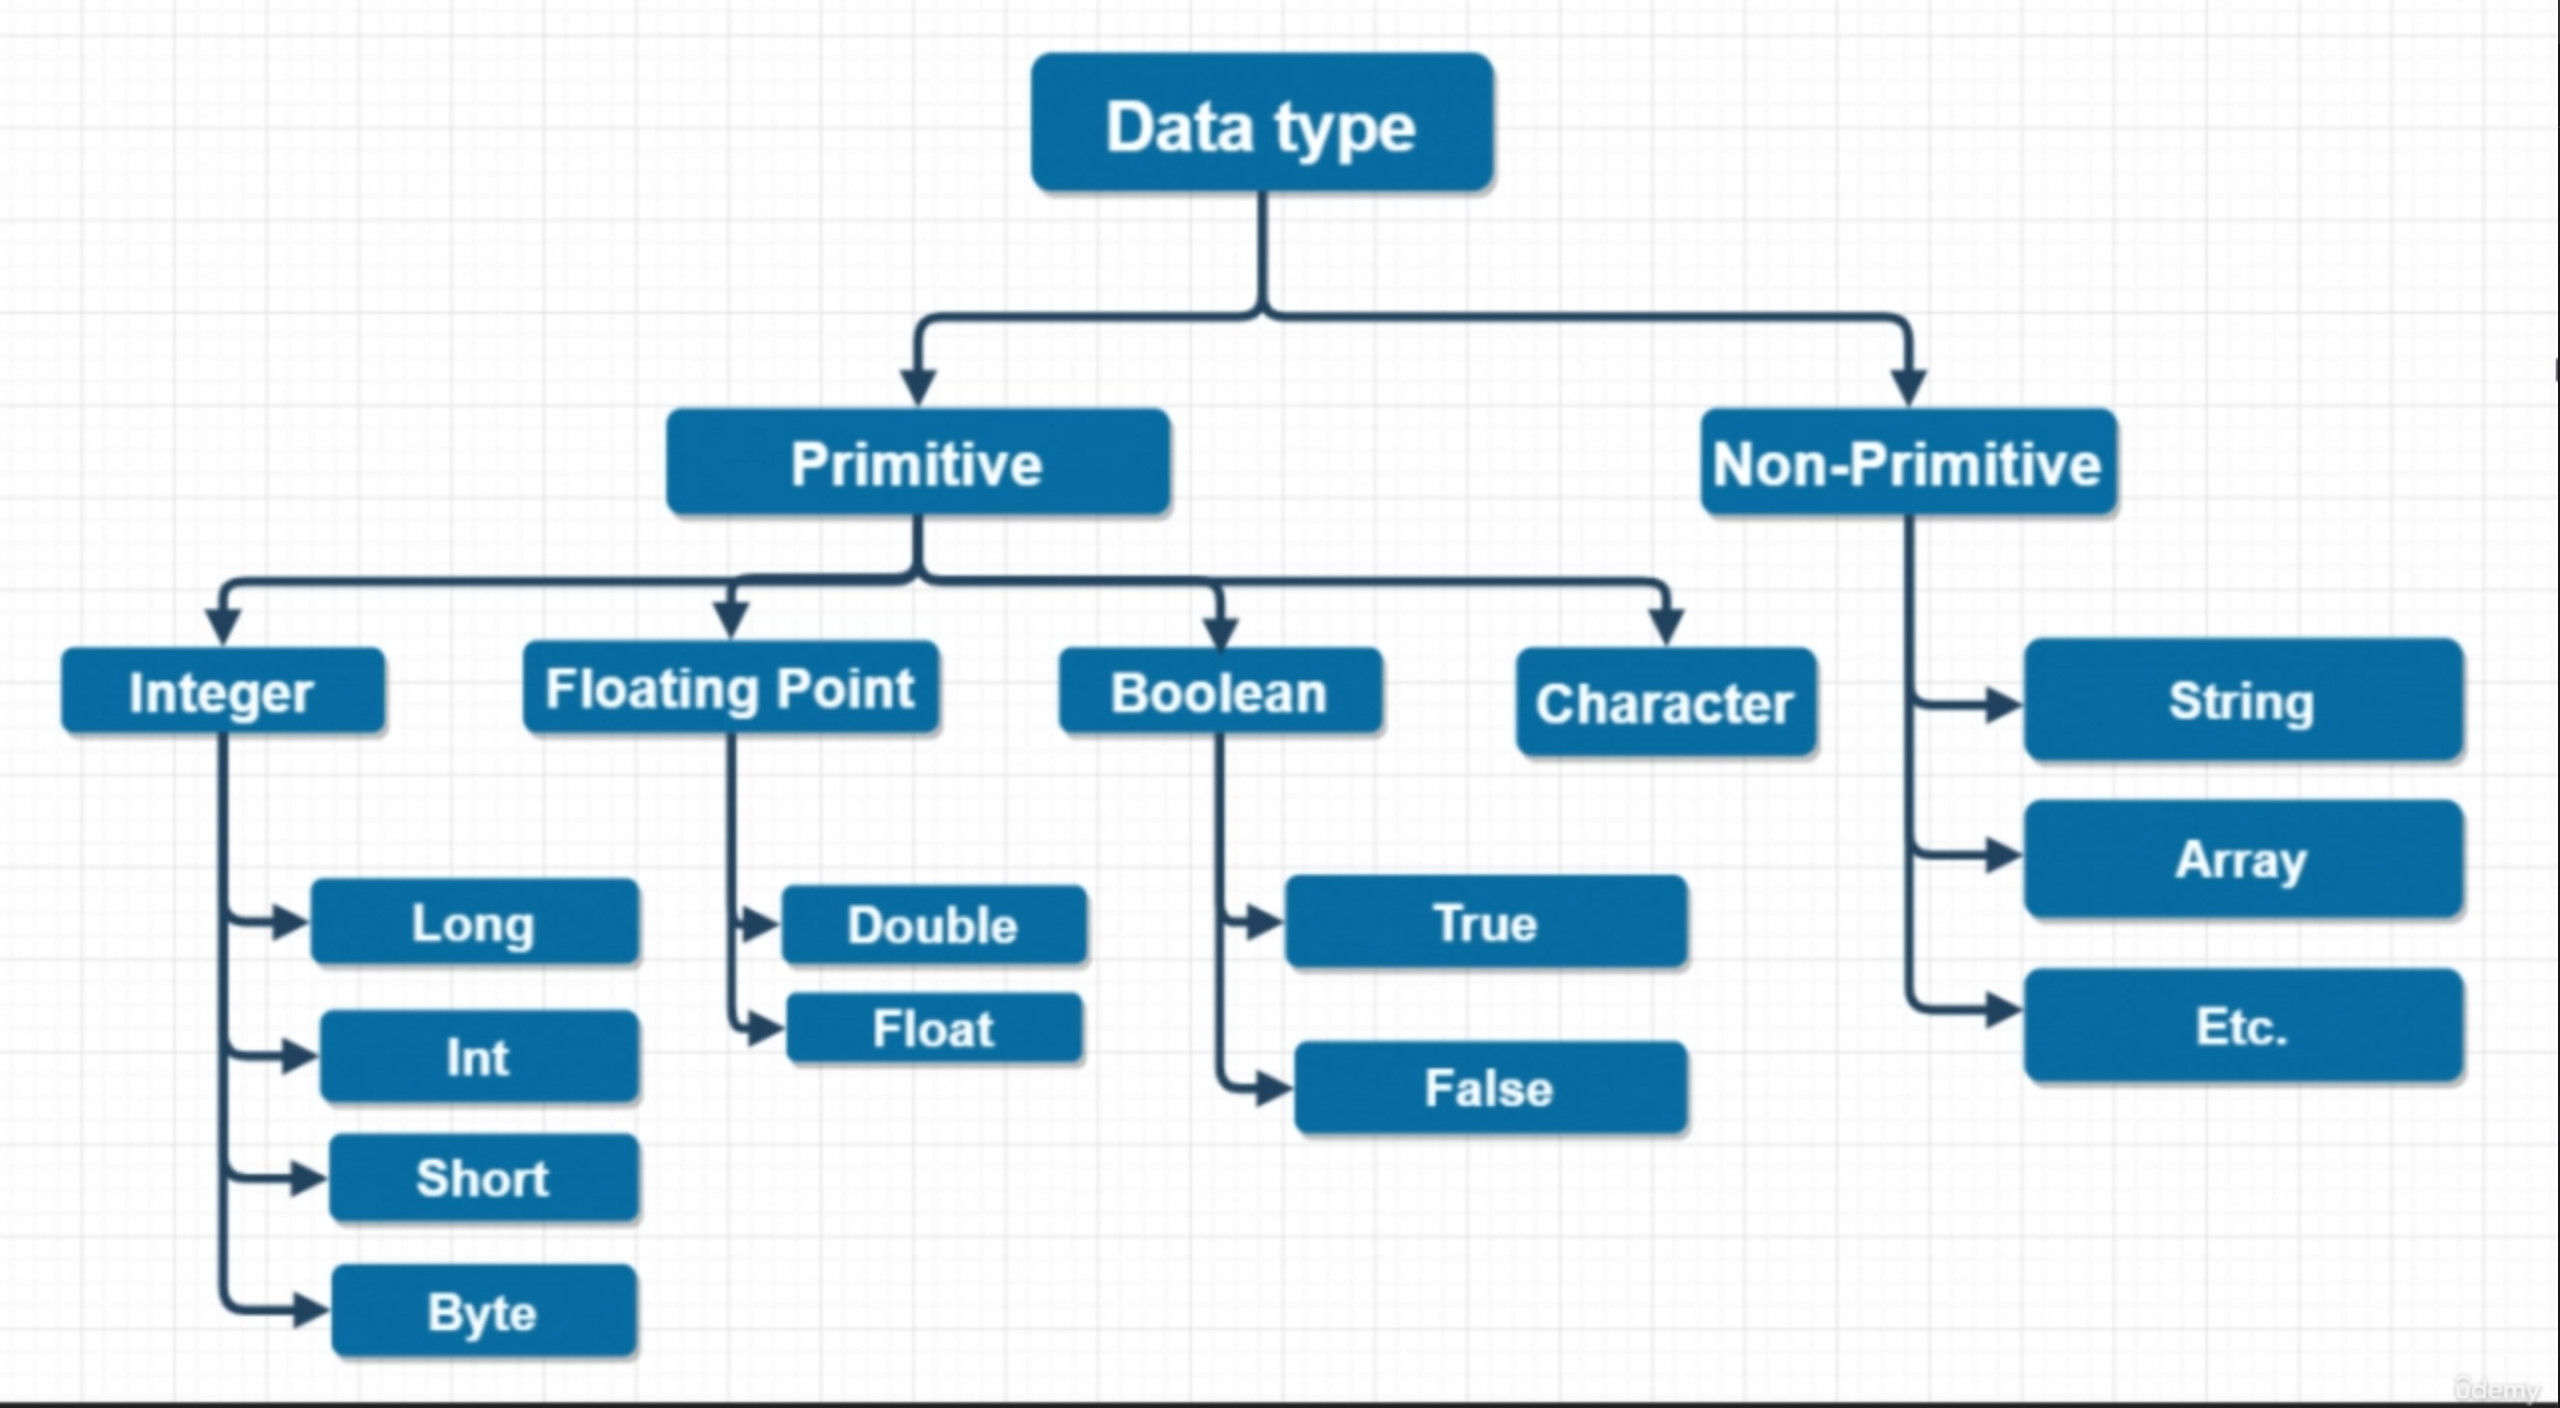 Data type
Primitive
Non-Primitive
Integer
Floating Point
Boolean
Character
String
Array
Etc.
Long
Int
Short
Byte
Double
Float
True
False
ûdemy